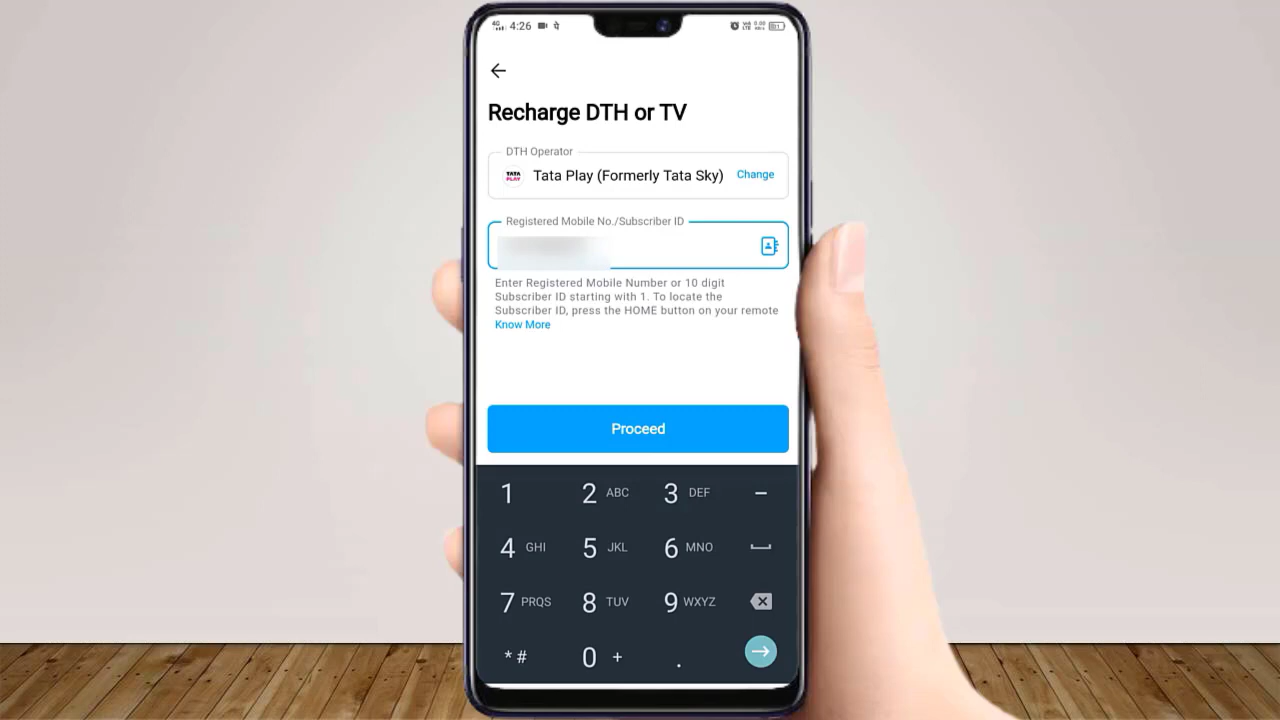 4G 4:26
Recharge DTH or TV
DTH Operator
TATA PLAY Tata Play (Formerly Tata Sky) Change
Registered Mobile No./Subscriber ID
Enter Registered Mobile Number or 10 digit
Subscriber ID starting with 1. To locate the
Subscriber ID, press the HOME button on your remote
Know More
Proceed
1 2 ABC 3 DEF –
4 GHI 5 JKL 6 MNO
7 PRQS 8 TUV 9 WXYZ
* # 0 + .